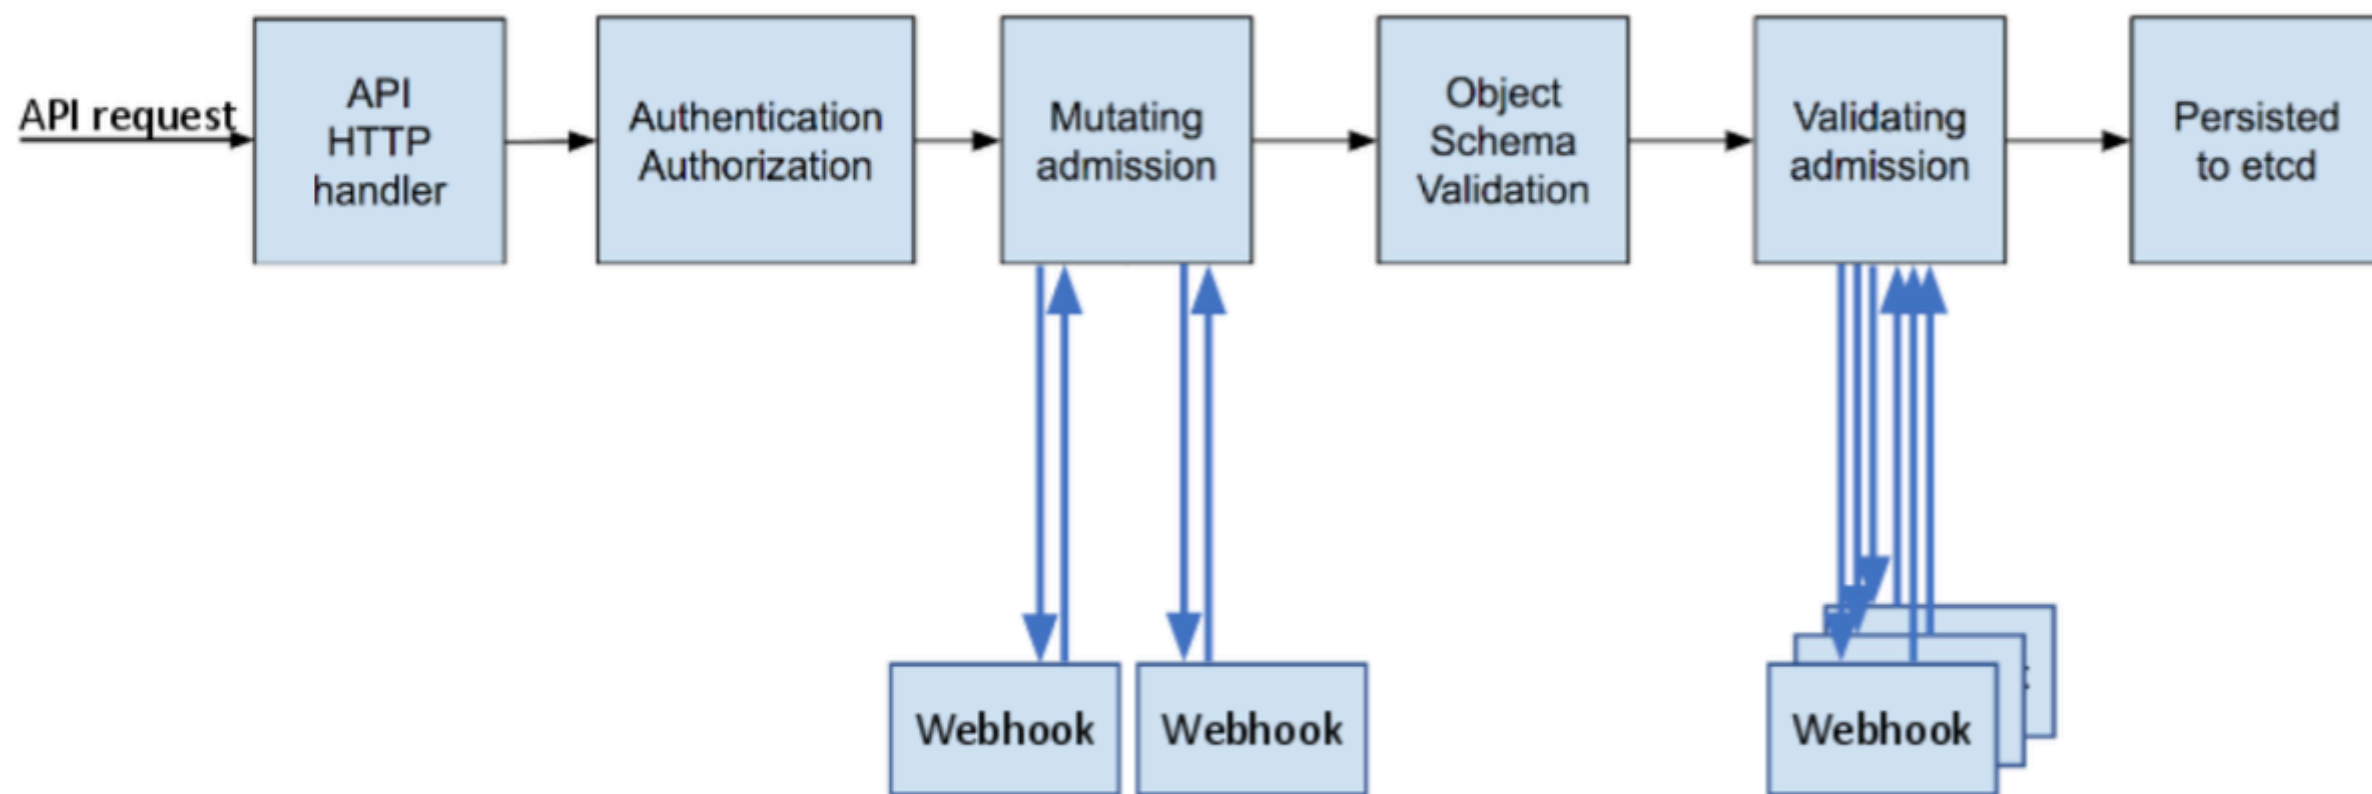 API request
API
HTTP
handler
Authentication
Authorization
Mutating
admission
Object
Schema
Validation
Validating
admission
Persisted
to etcd
Webhook
Webhook
Webhook